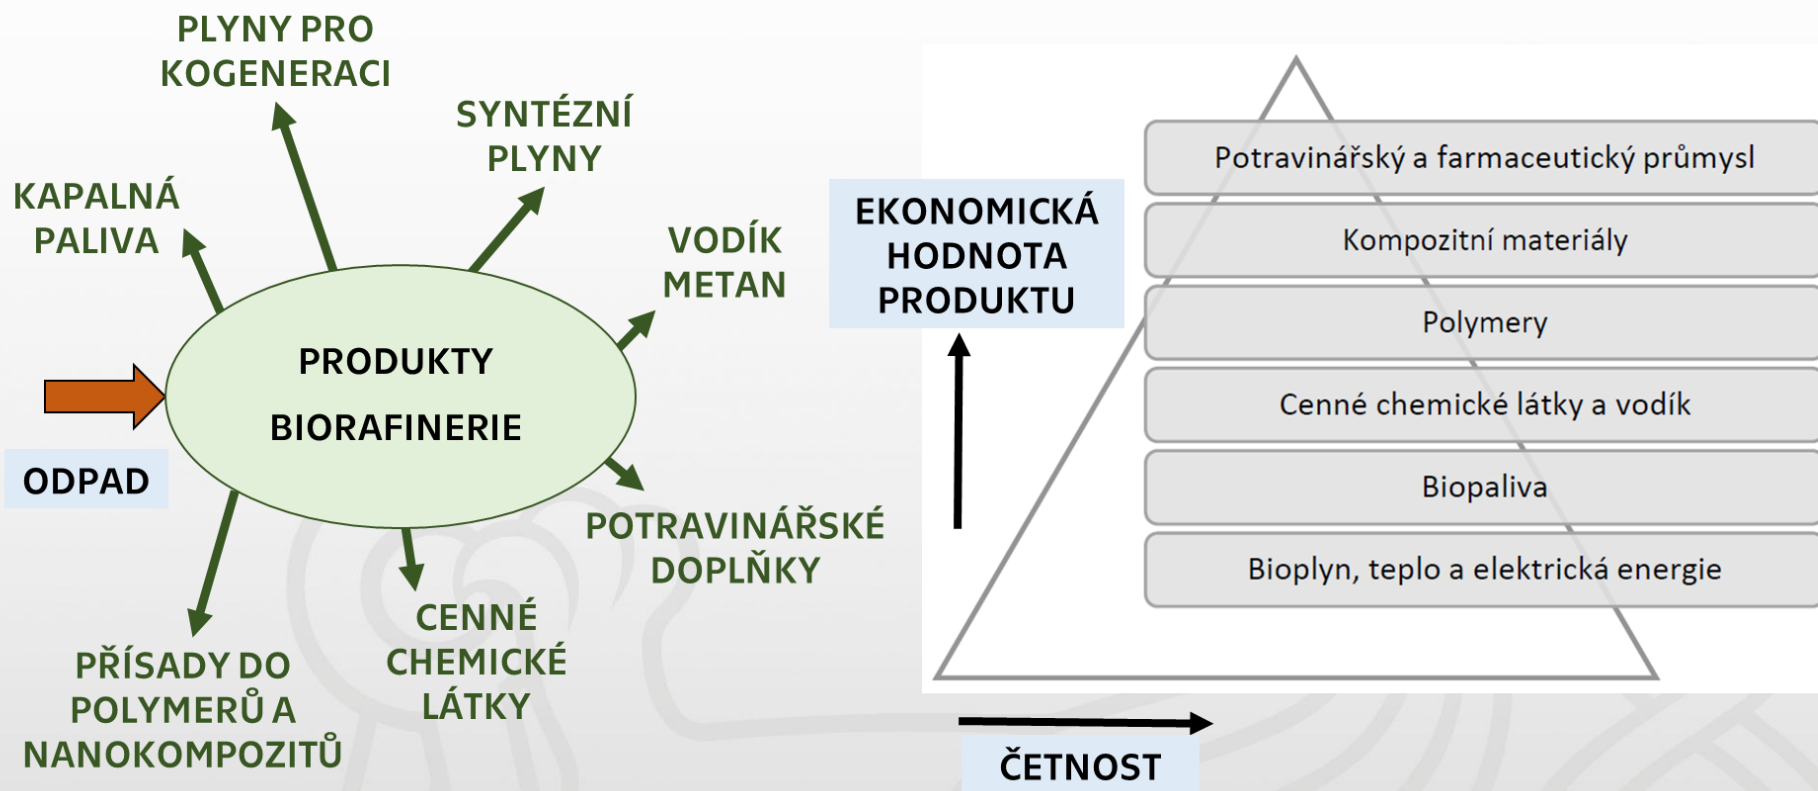 PLYNY PRO
KOGENERACI
SYNTÉZNÍ
PLYNY
KAPALNÁ
PALIVA
VODÍK
METAN
PRODUKTY
BIORAFINERIE
ODPAD
POTRAVINÁŘSKÉ
DOPLŇKY
CENNÉ
CHEMICKÉ
LÁTKY
PŘÍSADY DO
POLYMERŮ A
NANOKOMPOZITŮ
EKONOMICKÁ
HODNOTA
PRODUKTU
Potravinářský a farmaceutický průmysl
Kompozitní materiály
Polymery
Cenné chemické látky a vodík
Biopaliva
Bioplyn, teplo a elektrická energie
ČETNOST